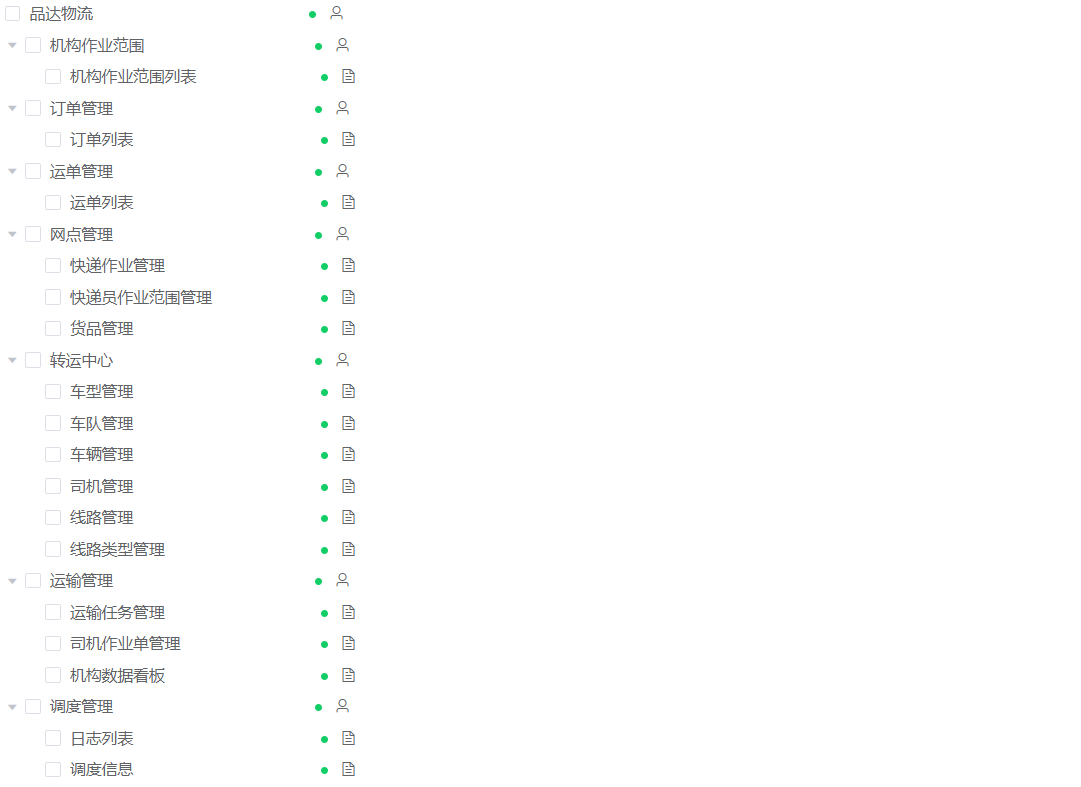 品达物流
机构作业范围
机构作业范围列表
订单管理
订单列表
运单管理
运单列表
网点管理
快递作业管理
快递员作业范围管理
货品管理
转运中心
车型管理
车队管理
车辆管理
司机管理
线路管理
线路类型管理
运输管理
运输任务管理
司机作业单管理
机构数据看板
调度管理
日志列表
调度信息